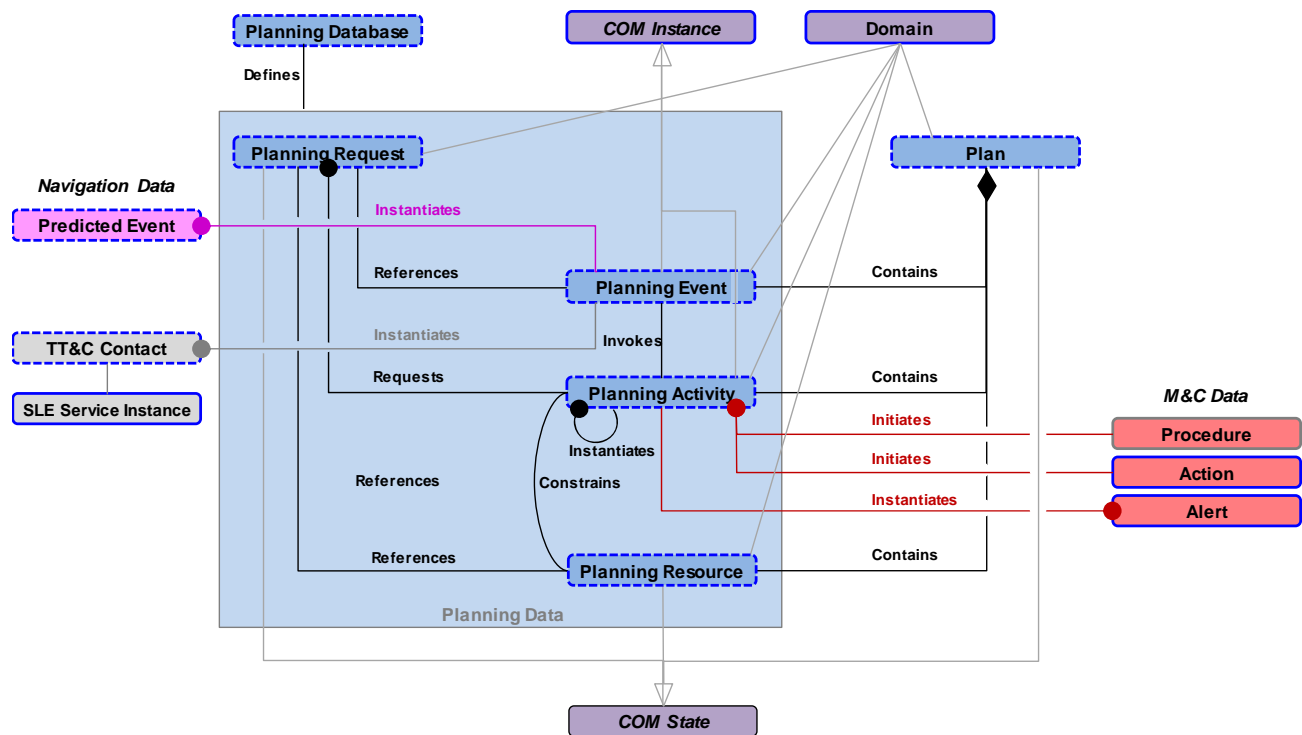 Planning Database
COM Instance
Domain
Defines
Planning Request
Plan
Navigation Data
Predicted Event
Instantiates
References
Contains
Planning Event
TT&C Contact
Instantiates
Invokes
SLE Service Instance
Requests
Planning Activity
Contains
M&C Data
Initiates
Procedure
Instantiates
Initiates
Action
References
Constrains
Instantiates
Alert
References
Planning Resource
Contains
Planning Data
COM State